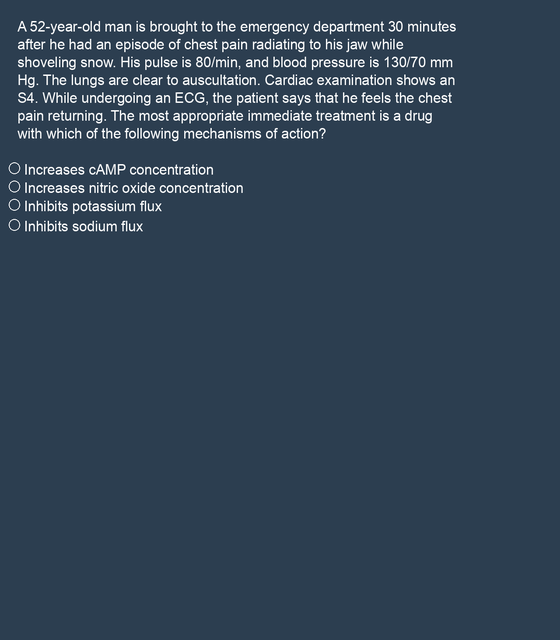 A 52-year-old man is brought to the emergency department 30 minutes
after he had an episode of chest pain radiating to his jaw while
shoveling snow. His pulse is 80/min, and blood pressure is 130/70 mm
Hg. The lungs are clear to auscultation. Cardiac examination shows an
S4. While undergoing an ECG, the patient says that he feels the chest
pain returning. The most appropriate immediate treatment is a drug
with which of the following mechanisms of action?
Increases cAMP concentration
Increases nitric oxide concentration
Inhibits potassium flux
Inhibits sodium flux